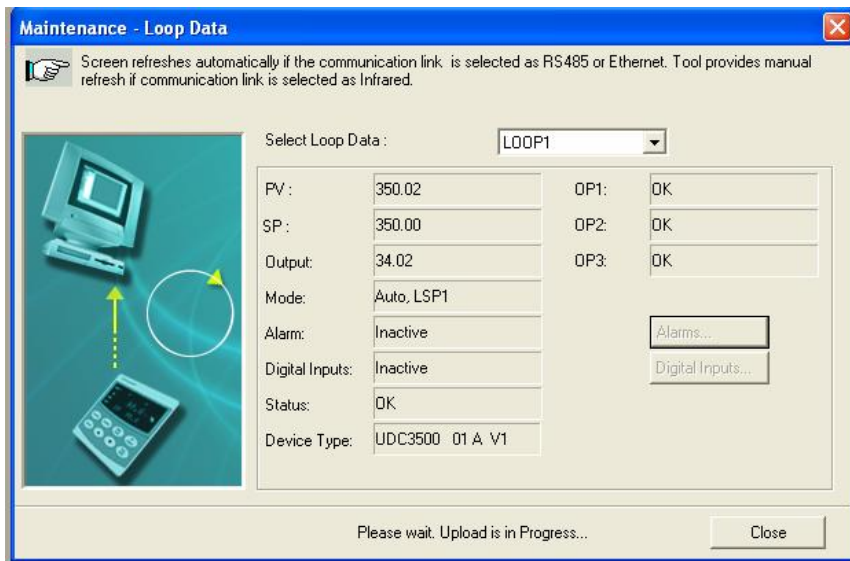 Maintenance - Loop Data
Screen refreshes automatically if the communication link is selected as RS485 or Ethernet. Tool provides manual
refresh if communication link is selected as Infrared.
Select Loop Data : LOOP1
PV : 350.02 OP1: OK
SP : 350.00 OP2: OK
Output: 34.02 OP3: OK
Mode: Auto, LSP1
Alarm: Inactive Alarms...
Digital Inputs: Inactive Digital Inputs...
Status: OK
Device Type: UDC3500 01 A V1
Please wait. Upload is in Progress... Close